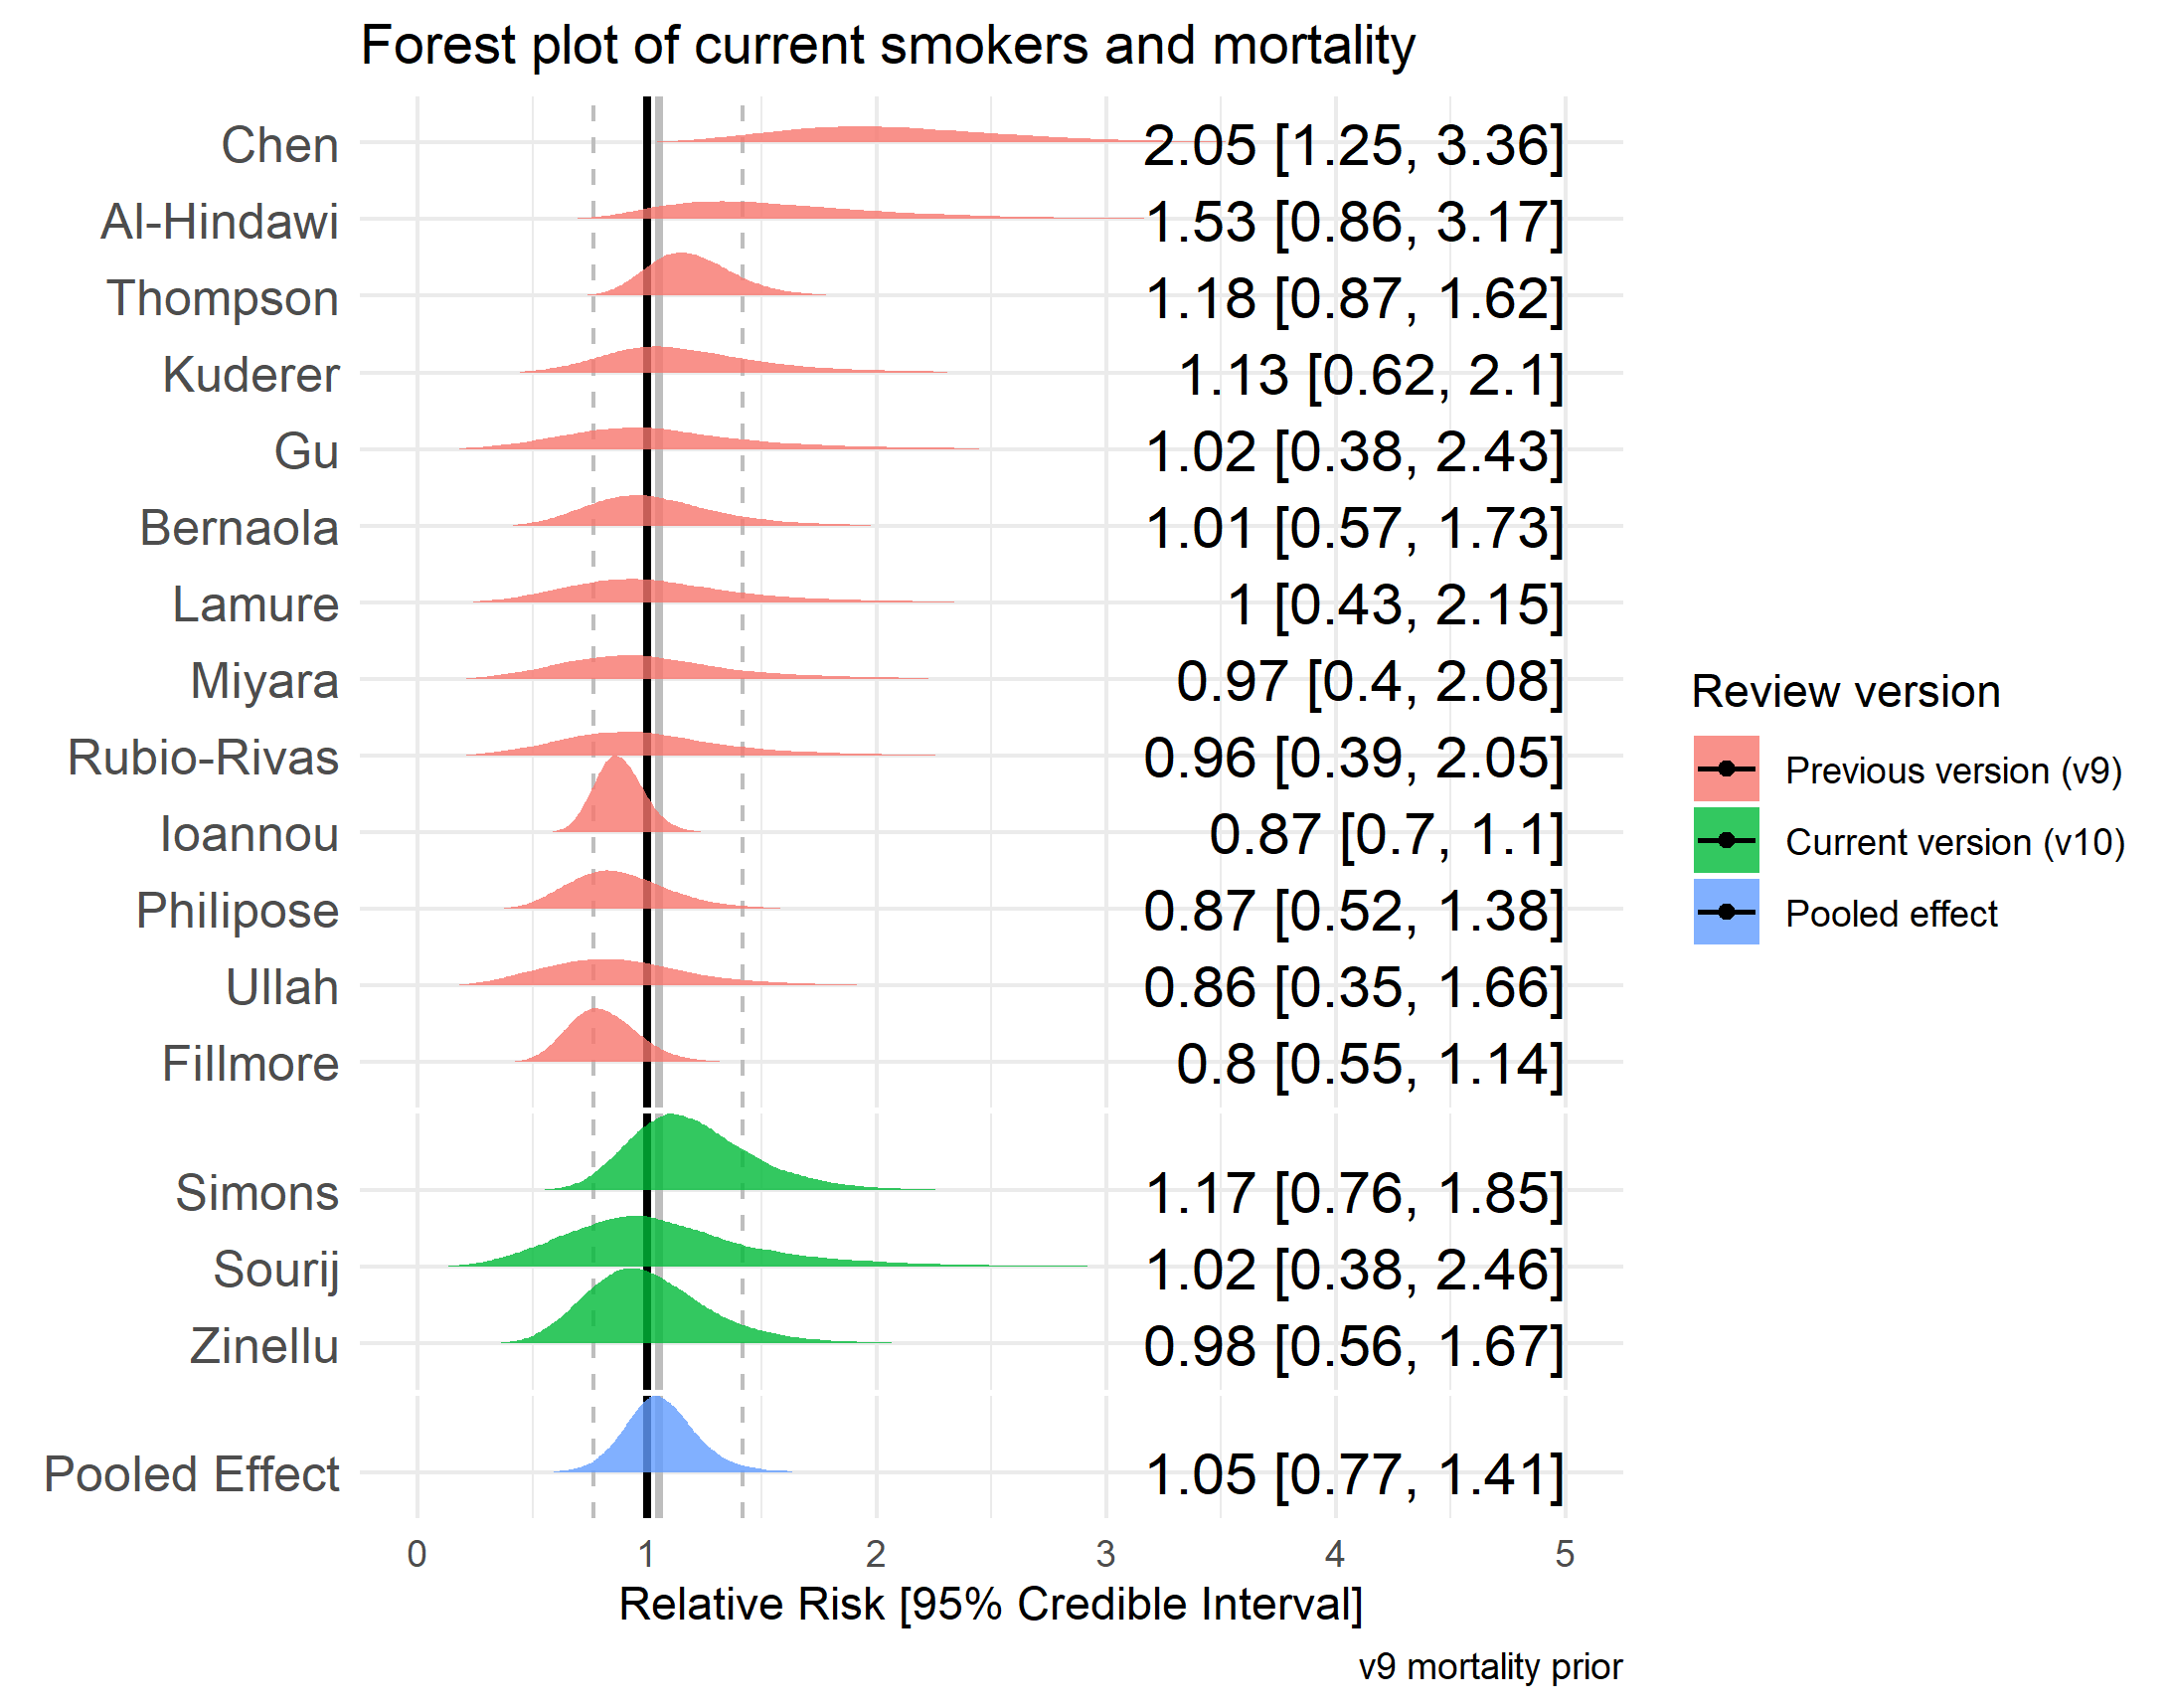 Forest plot of current smokers and mortality
Chen 2.05 [1.25, 3.36]
Al-Hindawi 1.53 [0.86, 3.17]
Thompson 1.18 [0.87, 1.62]
Kuderer 1.13 [0.62, 2.1]
Gu 1.02 [0.38, 2.43]
Bernaola 1.01 [0.57, 1.73]
Lamure 1 [0.43, 2.15]
Miyara 0.97 [0.4, 2.08]
Rubio-Rivas 0.96 [0.39, 2.05]
Ioannou 0.87 [0.7, 1.1]
Philipose 0.87 [0.52, 1.38]
Ullah 0.86 [0.35, 1.66]
Fillmore 0.8 [0.55, 1.14]
Simons 1.17 [0.76, 1.85]
Sourij 1.02 [0.38, 2.46]
Zinellu 0.98 [0.56, 1.67]
Pooled Effect 1.05 [0.77, 1.41]
0 1 2 3 4 5
Relative Risk [95% Credible Interval]
v9 mortality prior
Review version
Previous version (v9)
Current version (v10)
Pooled effect